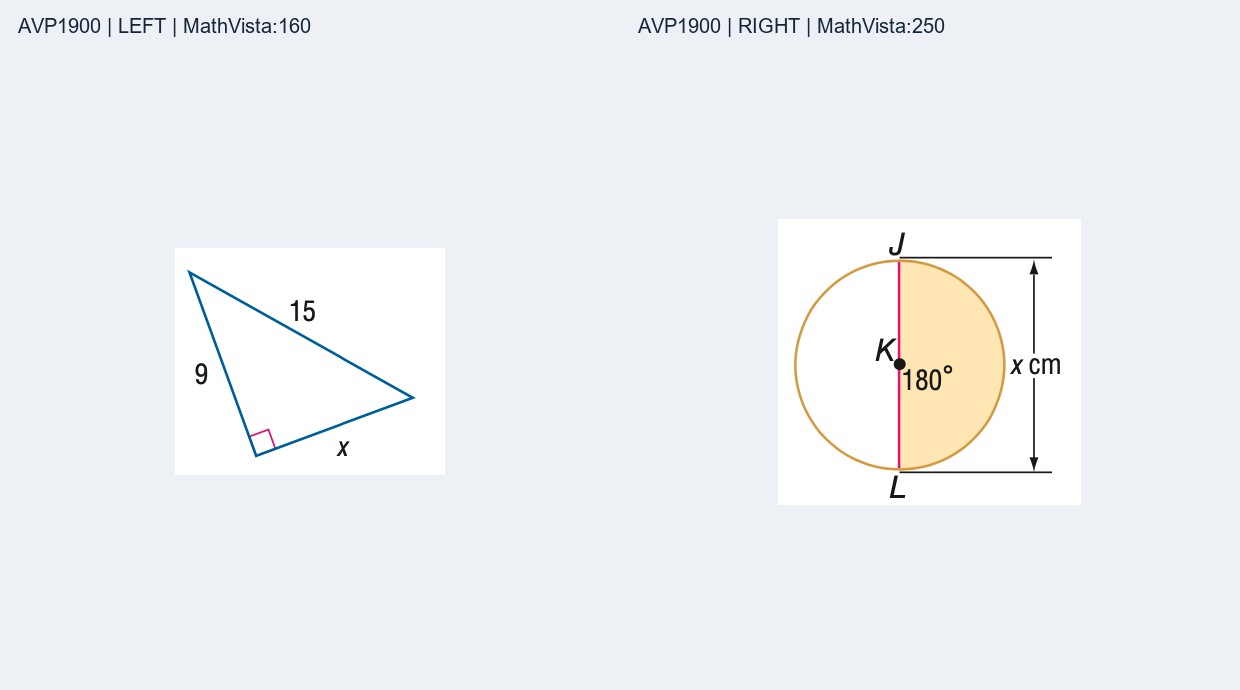 AVP1900 | LEFT | MathVista:160
15
9
x
AVP1900 | RIGHT | MathVista:250
J
K
180°
x cm
L